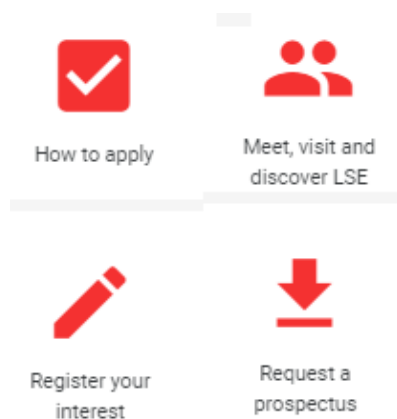 How to apply
Meet, visit and
discover LSE
Register your
interest
Request a
prospectus